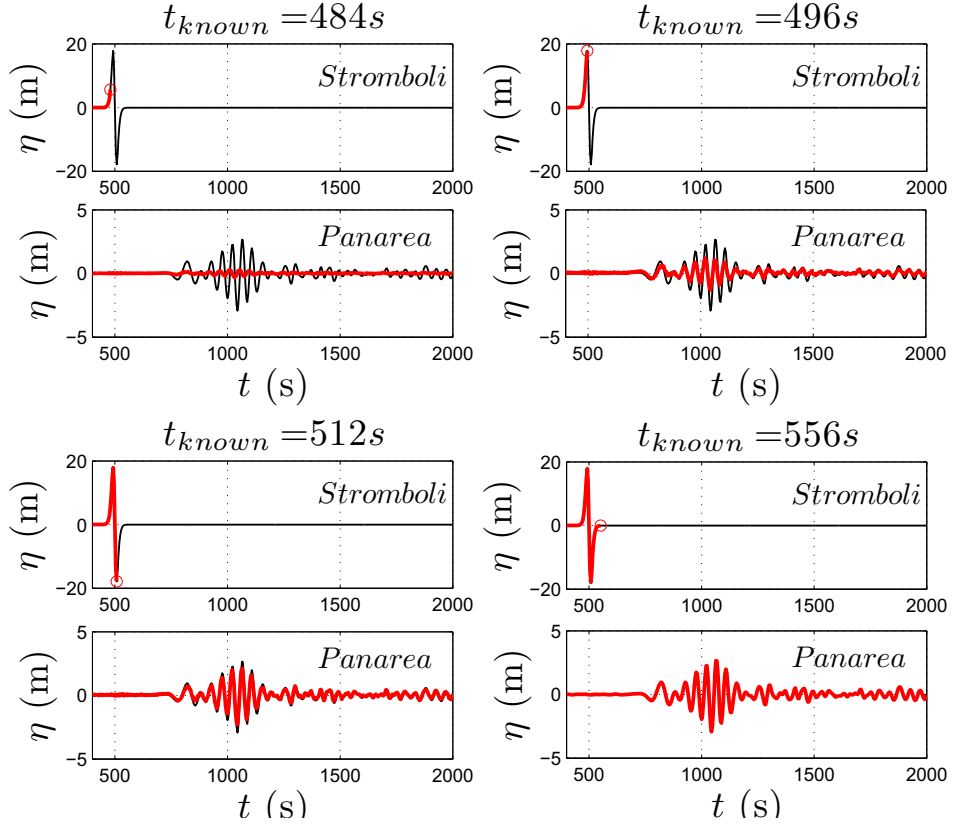 t_known =484s
20
0
−20
η (m)
Stromboli
500 1000 1500 2000
5
0
−5
η (m)
Panarea
500 1000 1500 2000
t (s)
t_known =496s
20
0
−20
η (m)
Stromboli
500 1000 1500 2000
5
0
−5
η (m)
Panarea
500 1000 1500 2000
t (s)
t_known =512s
20
0
−20
η (m)
Stromboli
500 1000 1500 2000
5
0
−5
η (m)
Panarea
500 1000 1500 2000
t (s)
t_known =556s
20
0
−20
η (m)
Stromboli
500 1000 1500 2000
5
0
−5
η (m)
Panarea
500 1000 1500 2000
t (s)